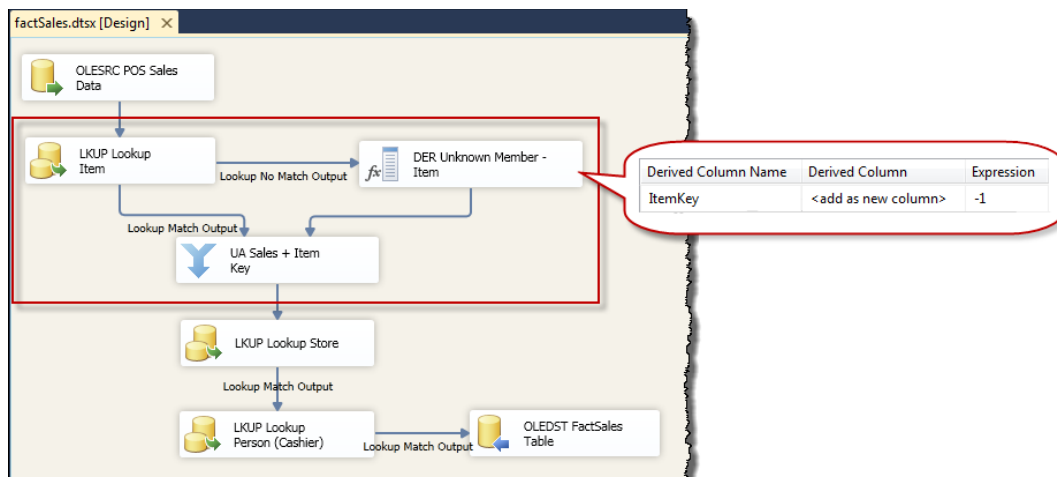 factSales.dtsx [Design]
OLESRC POS Sales
Data
LKUP Lookup
Item
Lookup No Match Output
fx
DER Unknown Member -
Item
Derived Column Name Derived Column Expression
ItemKey <add as new column> -1
Lookup Match Output
UA Sales + Item
Key
LKUP Lookup Store
Lookup Match Output
LKUP Lookup
Person (Cashier)
Lookup Match Output
OLEDST FactSales
Table